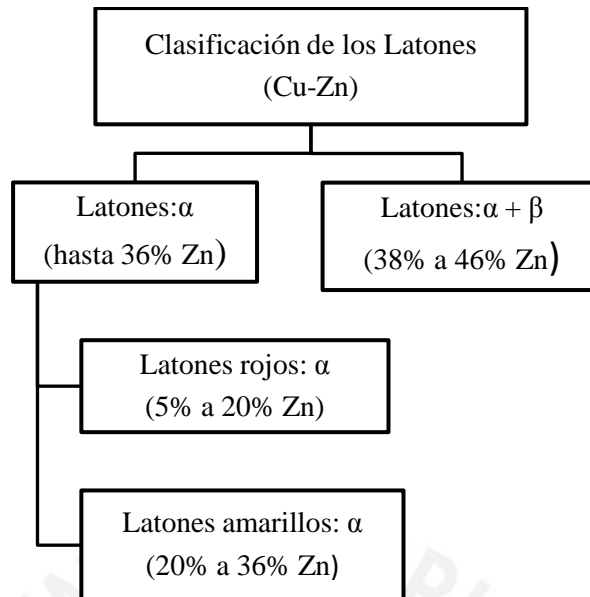 Clasificación de los Latones
(Cu-Zn)
Latones:α
(hasta 36% Zn)
Latones:α + β
(38% a 46% Zn)
Latones rojos: α
(5% a 20% Zn)
Latones amarillos: α
(20% a 36% Zn)